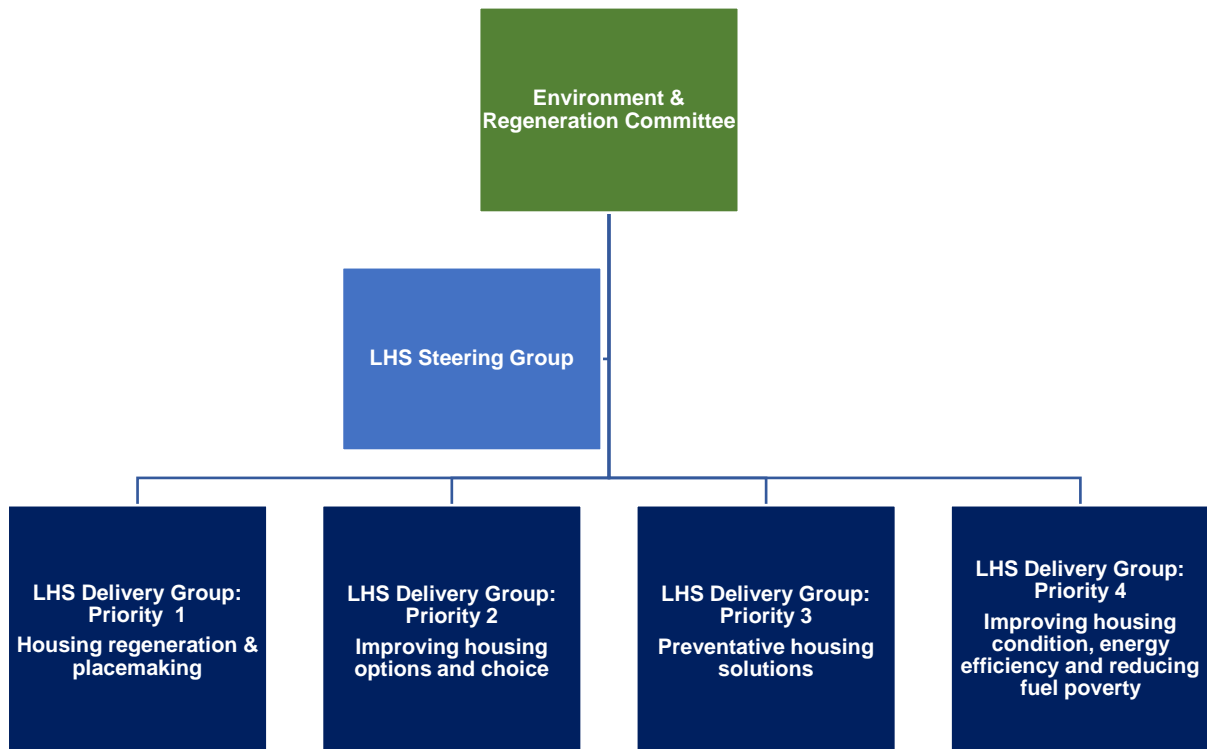 Environment &
Regeneration Committee
LHS Steering Group
LHS Delivery Group:
Priority  1
Housing regeneration &
placemaking
LHS Delivery Group:
Priority 2
Improving housing
options and choice
LHS Delivery Group:
Priority 3
Preventative housing
solutions
LHS Delivery Group:
Priority 4
Improving housing
condition, energy
efficiency and reducing
fuel poverty